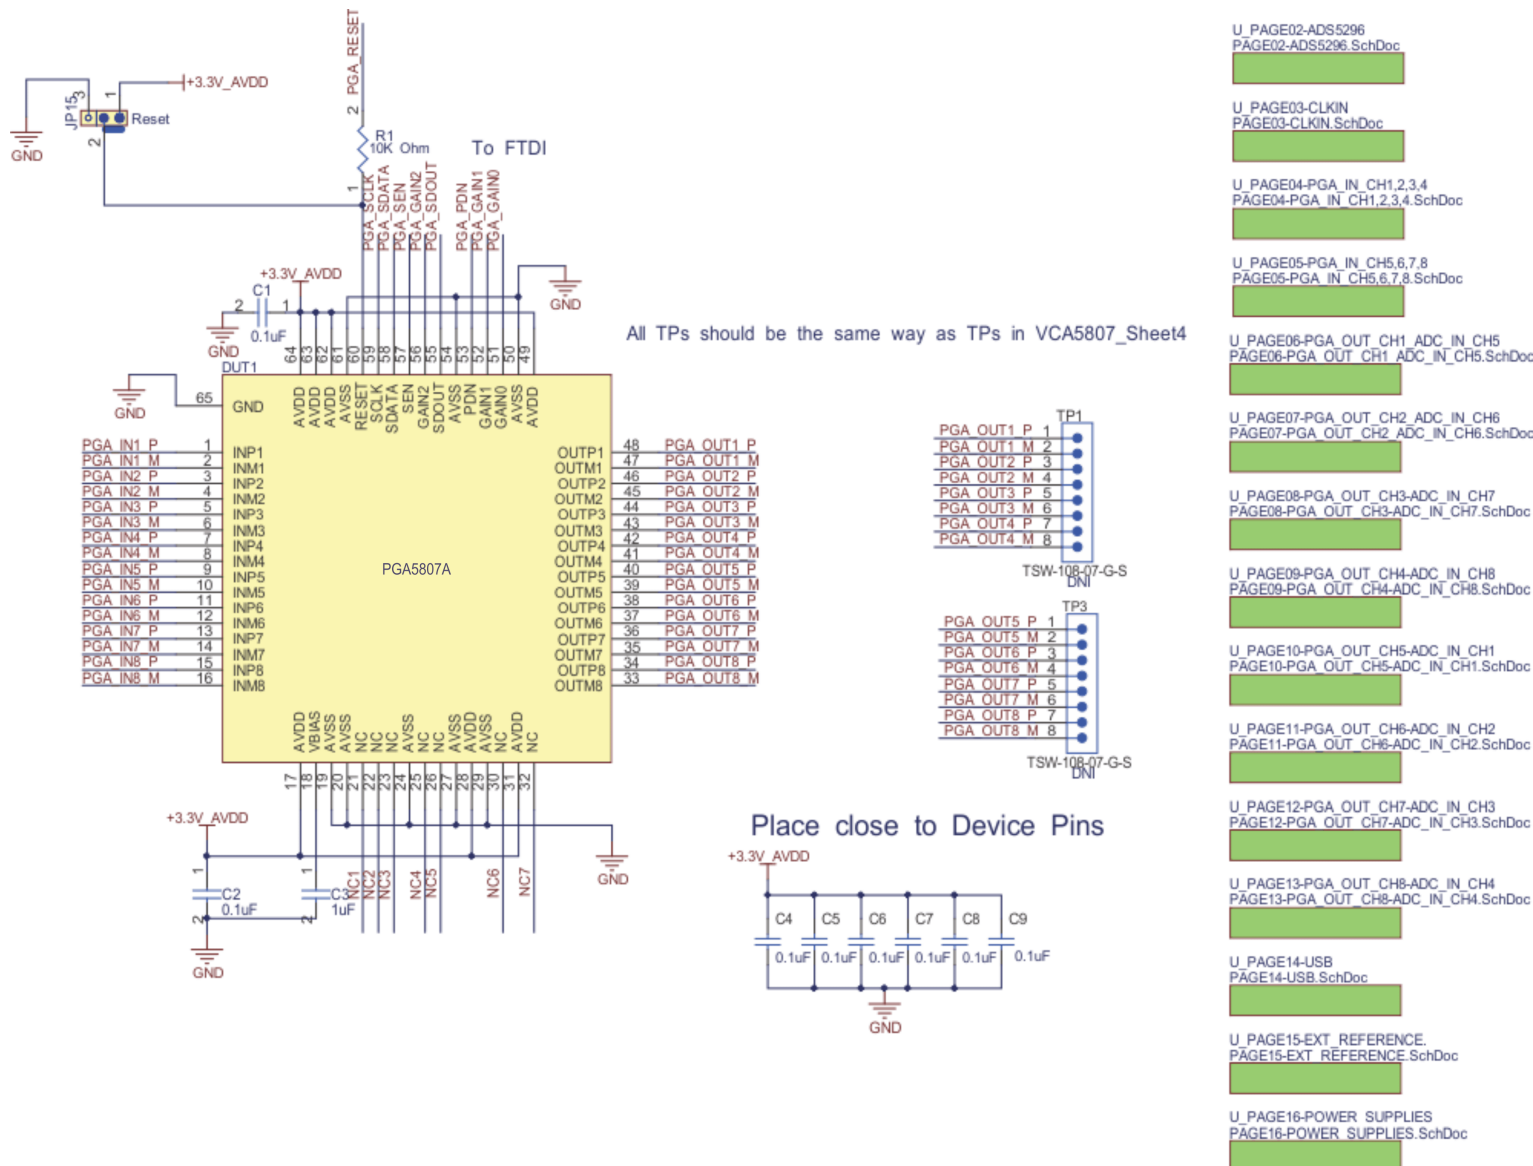 PGA_RESET
+3.3V_AVDD
JP15
3
1
Reset
2
GND
2
R1
10K Ohm
1
To FTDI
PGA_SCLK
PGA_SDATA
PGA_SEN
PGA_GAIN2
PGA_SDOUT
PGA_PDN
PGA_GAIN1
PGA_GAIN0
+3.3V_AVDD
C1
2 1
0.1uF
GND
GND
All TPs should be the same way as TPs in VCA5807_Sheet4
64 63 62 61 60 59 58 57 56 55 54 53 52 51 50 49
DUT1
AVDD AVDD AVDD AVSS RESET SCLK SDATA SEN GAIN2 SDOUT AVSS PDN GAIN1 GAIN0 AVSS AVDD
GND
65 GND
PGA_IN1_P 1 INP1
PGA_IN1_M 2 INM1
PGA_IN2_P 3 INP2
PGA_IN2_M 4 INM2
PGA_IN3_P 5 INP3
PGA_IN3_M 6 INM3
PGA_IN4_P 7 INP4
PGA_IN4_M 8 INM4
PGA_IN5_P 9 INP5
PGA_IN5_M 10 INM5
PGA_IN6_P 11 INP6
PGA_IN6_M 12 INM6
PGA_IN7_P 13 INP7
PGA_IN7_M 14 INM7
PGA_IN8_P 15 INP8
PGA_IN8_M 16 INM8
PGA5807A
OUTP1 48 PGA_OUT1_P
OUTM1 47 PGA_OUT1_M
OUTP2 46 PGA_OUT2_P
OUTM2 45 PGA_OUT2_M
OUTP3 44 PGA_OUT3_P
OUTM3 43 PGA_OUT3_M
OUTP4 42 PGA_OUT4_P
OUTM4 41 PGA_OUT4_M
OUTP5 40 PGA_OUT5_P
OUTM5 39 PGA_OUT5_M
OUTP6 38 PGA_OUT6_P
OUTM6 37 PGA_OUT6_M
OUTP7 36 PGA_OUT7_P
OUTM7 35 PGA_OUT7_M
OUTP8 34 PGA_OUT8_P
OUTM8 33 PGA_OUT8_M
AVDD VBIAS AVSS AVSS NC NC NC AVSS NC NC AVSS AVDD AVSS NC AVDD NC
17 18 19 20 21 22 23 24 25 26 27 28 29 30 31 32
+3.3V_AVDD
1
C2
0.1uF
2
GND
1
C3
1uF
2
NC1
NC2
NC3
NC4
NC5
NC6
NC7
GND
TP1
PGA_OUT1_P 1
PGA_OUT1_M 2
PGA_OUT2_P 3
PGA_OUT2_M 4
PGA_OUT3_P 5
PGA_OUT3_M 6
PGA_OUT4_P 7
PGA_OUT4_M 8
TSW-108-07-G-S
DNI
TP3
PGA_OUT5_P 1
PGA_OUT5_M 2
PGA_OUT6_P 3
PGA_OUT6_M 4
PGA_OUT7_P 5
PGA_OUT7_M 6
PGA_OUT8_P 7
PGA_OUT8_M 8
TSW-108-07-G-S
DNI
Place close to Device Pins
+3.3V_AVDD
C4 C5 C6 C7 C8 C9
0.1uF 0.1uF 0.1uF 0.1uF 0.1uF 0.1uF
GND
U_PAGE02-ADS5296
PAGE02-ADS5296.SchDoc
U_PAGE03-CLKIN
PAGE03-CLKIN.SchDoc
U_PAGE04-PGA_IN_CH1,2,3,4
PAGE04-PGA_IN_CH1,2,3,4.SchDoc
U_PAGE05-PGA_IN_CH5,6,7,8
PAGE05-PGA_IN_CH5,6,7,8.SchDoc
U_PAGE06-PGA_OUT_CH1_ADC_IN_CH5
PAGE06-PGA_OUT_CH1_ADC_IN_CH5.SchDoc
U_PAGE07-PGA_OUT_CH2_ADC_IN_CH6
PAGE07-PGA_OUT_CH2_ADC_IN_CH6.SchDoc
U_PAGE08-PGA_OUT_CH3-ADC_IN_CH7
PAGE08-PGA_OUT_CH3-ADC_IN_CH7.SchDoc
U_PAGE09-PGA_OUT_CH4-ADC_IN_CH8
PAGE09-PGA_OUT_CH4-ADC_IN_CH8.SchDoc
U_PAGE10-PGA_OUT_CH5-ADC_IN_CH1
PAGE10-PGA_OUT_CH5-ADC_IN_CH1.SchDoc
U_PAGE11-PGA_OUT_CH6-ADC_IN_CH2
PAGE11-PGA_OUT_CH6-ADC_IN_CH2.SchDoc
U_PAGE12-PGA_OUT_CH7-ADC_IN_CH3
PAGE12-PGA_OUT_CH7-ADC_IN_CH3.SchDoc
U_PAGE13-PGA_OUT_CH8-ADC_IN_CH4
PAGE13-PGA_OUT_CH8-ADC_IN_CH4.SchDoc
U_PAGE14-USB
PAGE14-USB.SchDoc
U_PAGE15-EXT_REFERENCE.
PAGE15-EXT_REFERENCE.SchDoc
U_PAGE16-POWER_SUPPLIES
PAGE16-POWER_SUPPLIES.SchDoc